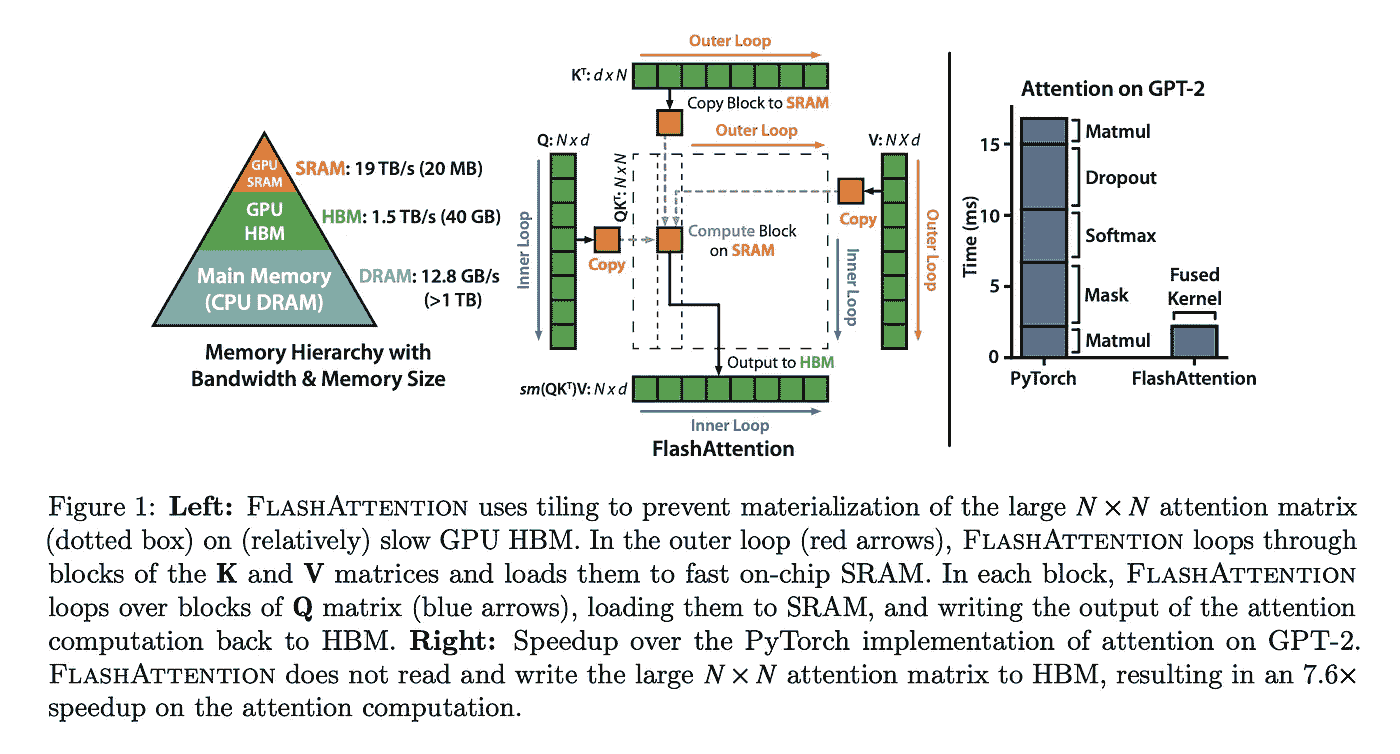 GPU
SRAM
SRAM: 19 TB/s (20 MB)
GPU
HBM
HBM: 1.5 TB/s (40 GB)
Main Memory
(CPU DRAM)
DRAM: 12.8 GB/s
(>1 TB)
Memory Hierarchy with
Bandwidth & Memory Size
Outer Loop
Kᵀ: d x N
Copy Block to SRAM
Outer Loop
Q: N x d
V: N X d
QKᵀ: N x N
Inner Loop
Copy
Compute Block
on SRAM
Copy
Inner Loop
Outer Loop
Output to HBM
sm(QKᵀ)V: N x d
Inner Loop
FlashAttention
Attention on GPT-2
Time (ms)
15
10
5
0
Matmul
Dropout
Softmax
Mask
Matmul
Fused
Kernel
PyTorch
FlashAttention
Figure 1: Left: FLASHATTENTION uses tiling to prevent materialization of the large N × N attention matrix
(dotted box) on (relatively) slow GPU HBM. In the outer loop (red arrows), FLASHATTENTION loops through
blocks of the K and V matrices and loads them to fast on-chip SRAM. In each block, FLASHATTENTION
loops over blocks of Q matrix (blue arrows), loading them to SRAM, and writing the output of the attention
computation back to HBM. Right: Speedup over the PyTorch implementation of attention on GPT-2.
FLASHATTENTION does not read and write the large N × N attention matrix to HBM, resulting in an 7.6×
speedup on the attention computation.